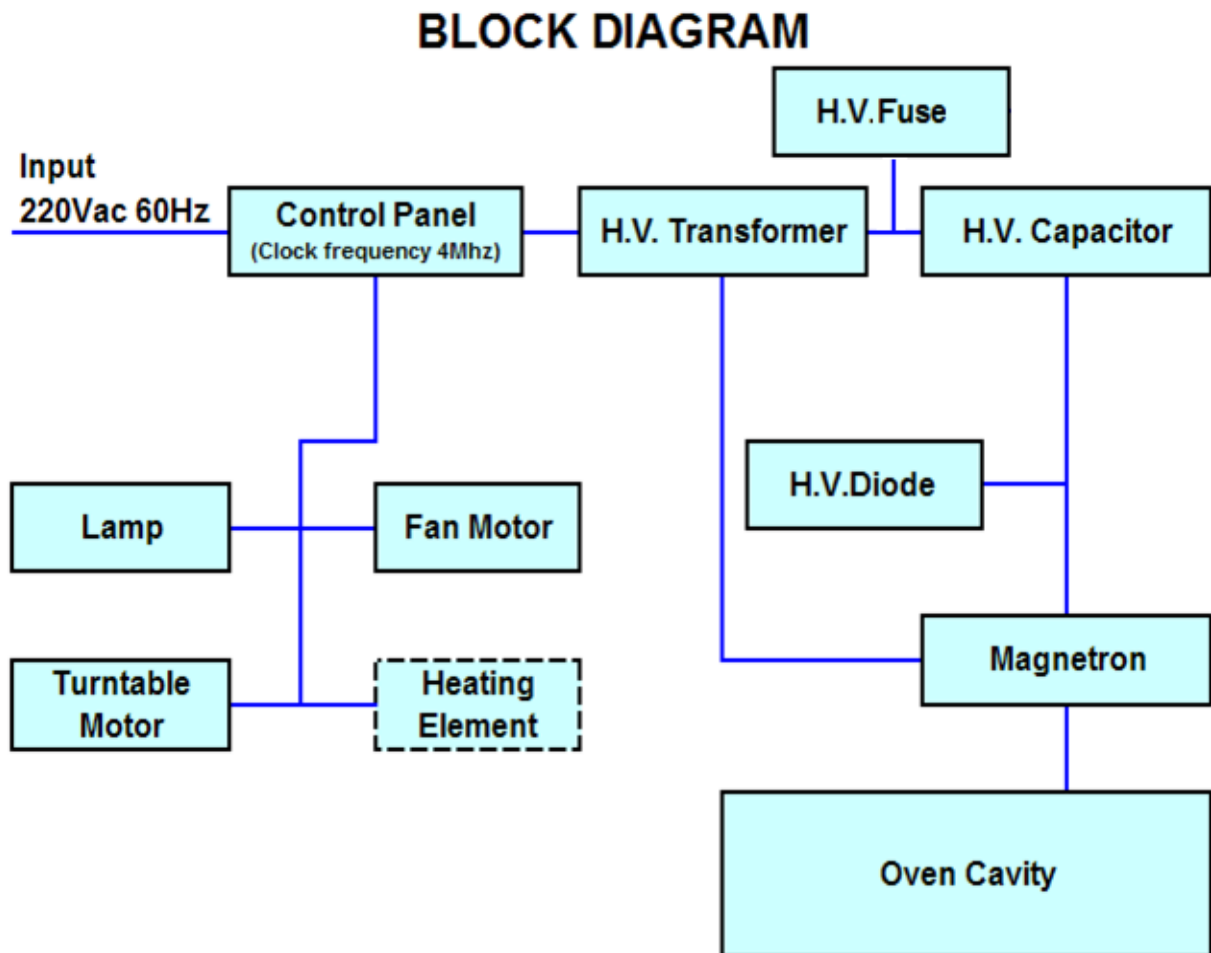 BLOCK DIAGRAM
H.V.Fuse
Input
220Vac 60Hz
Control Panel
(Clock frequency 4Mhz)
H.V. Transformer
H.V. Capacitor
H.V.Diode
Lamp
Fan Motor
Magnetron
Turntable
Motor
Heating
Element
Oven Cavity